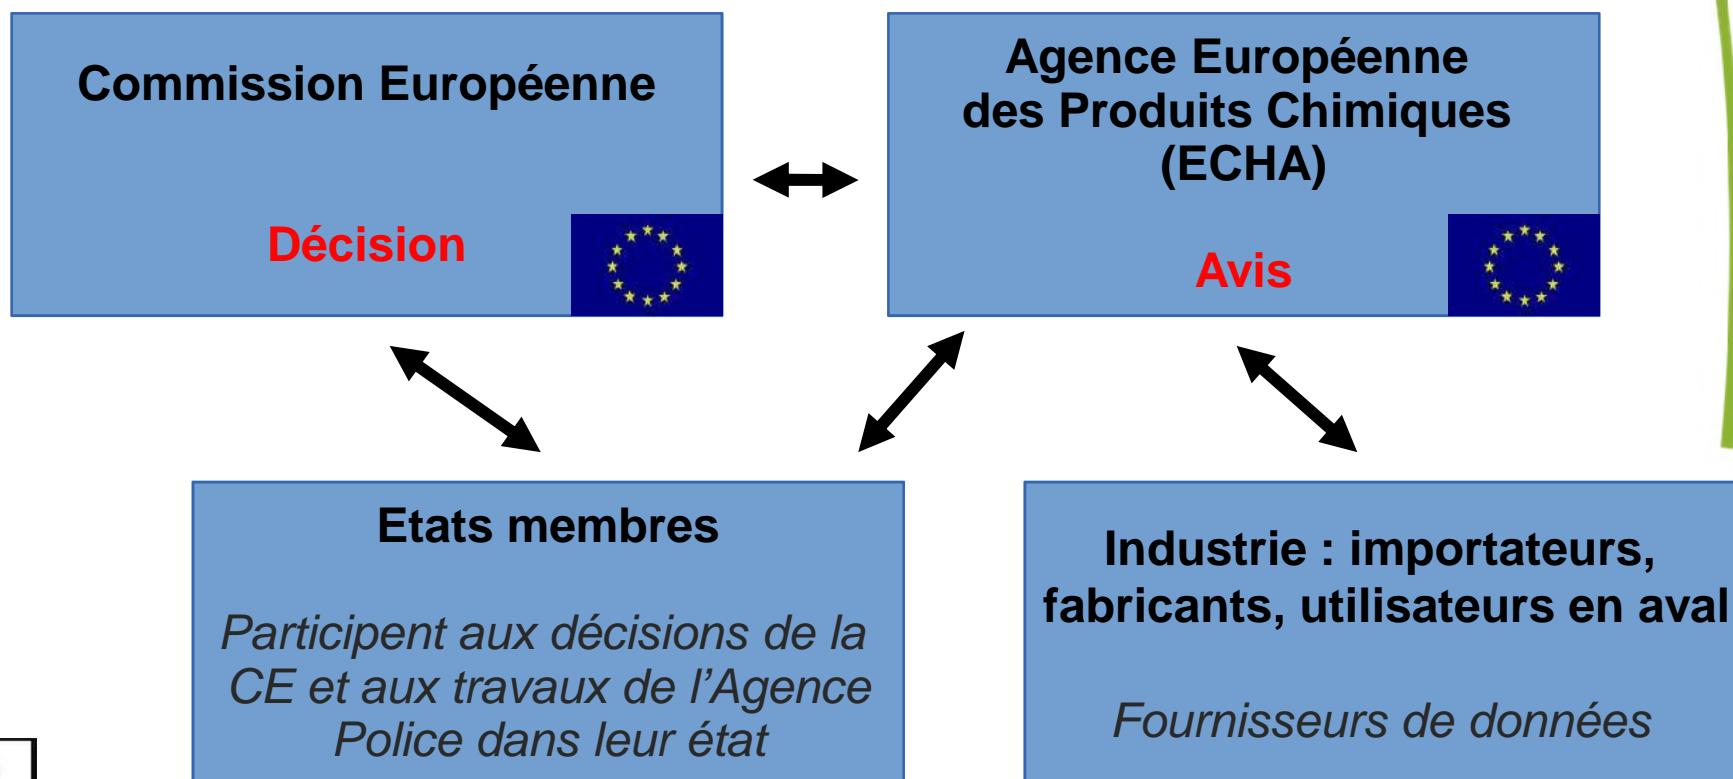 Commission Européenne
Décision
Agence Européenne
des Produits Chimiques
(ECHA)
Avis
Etats membres
Participent aux décisions de la
CE et aux travaux de l’Agence
Police dans leur état
Industrie : importateurs,
fabricants, utilisateurs en aval
Fournisseurs de données